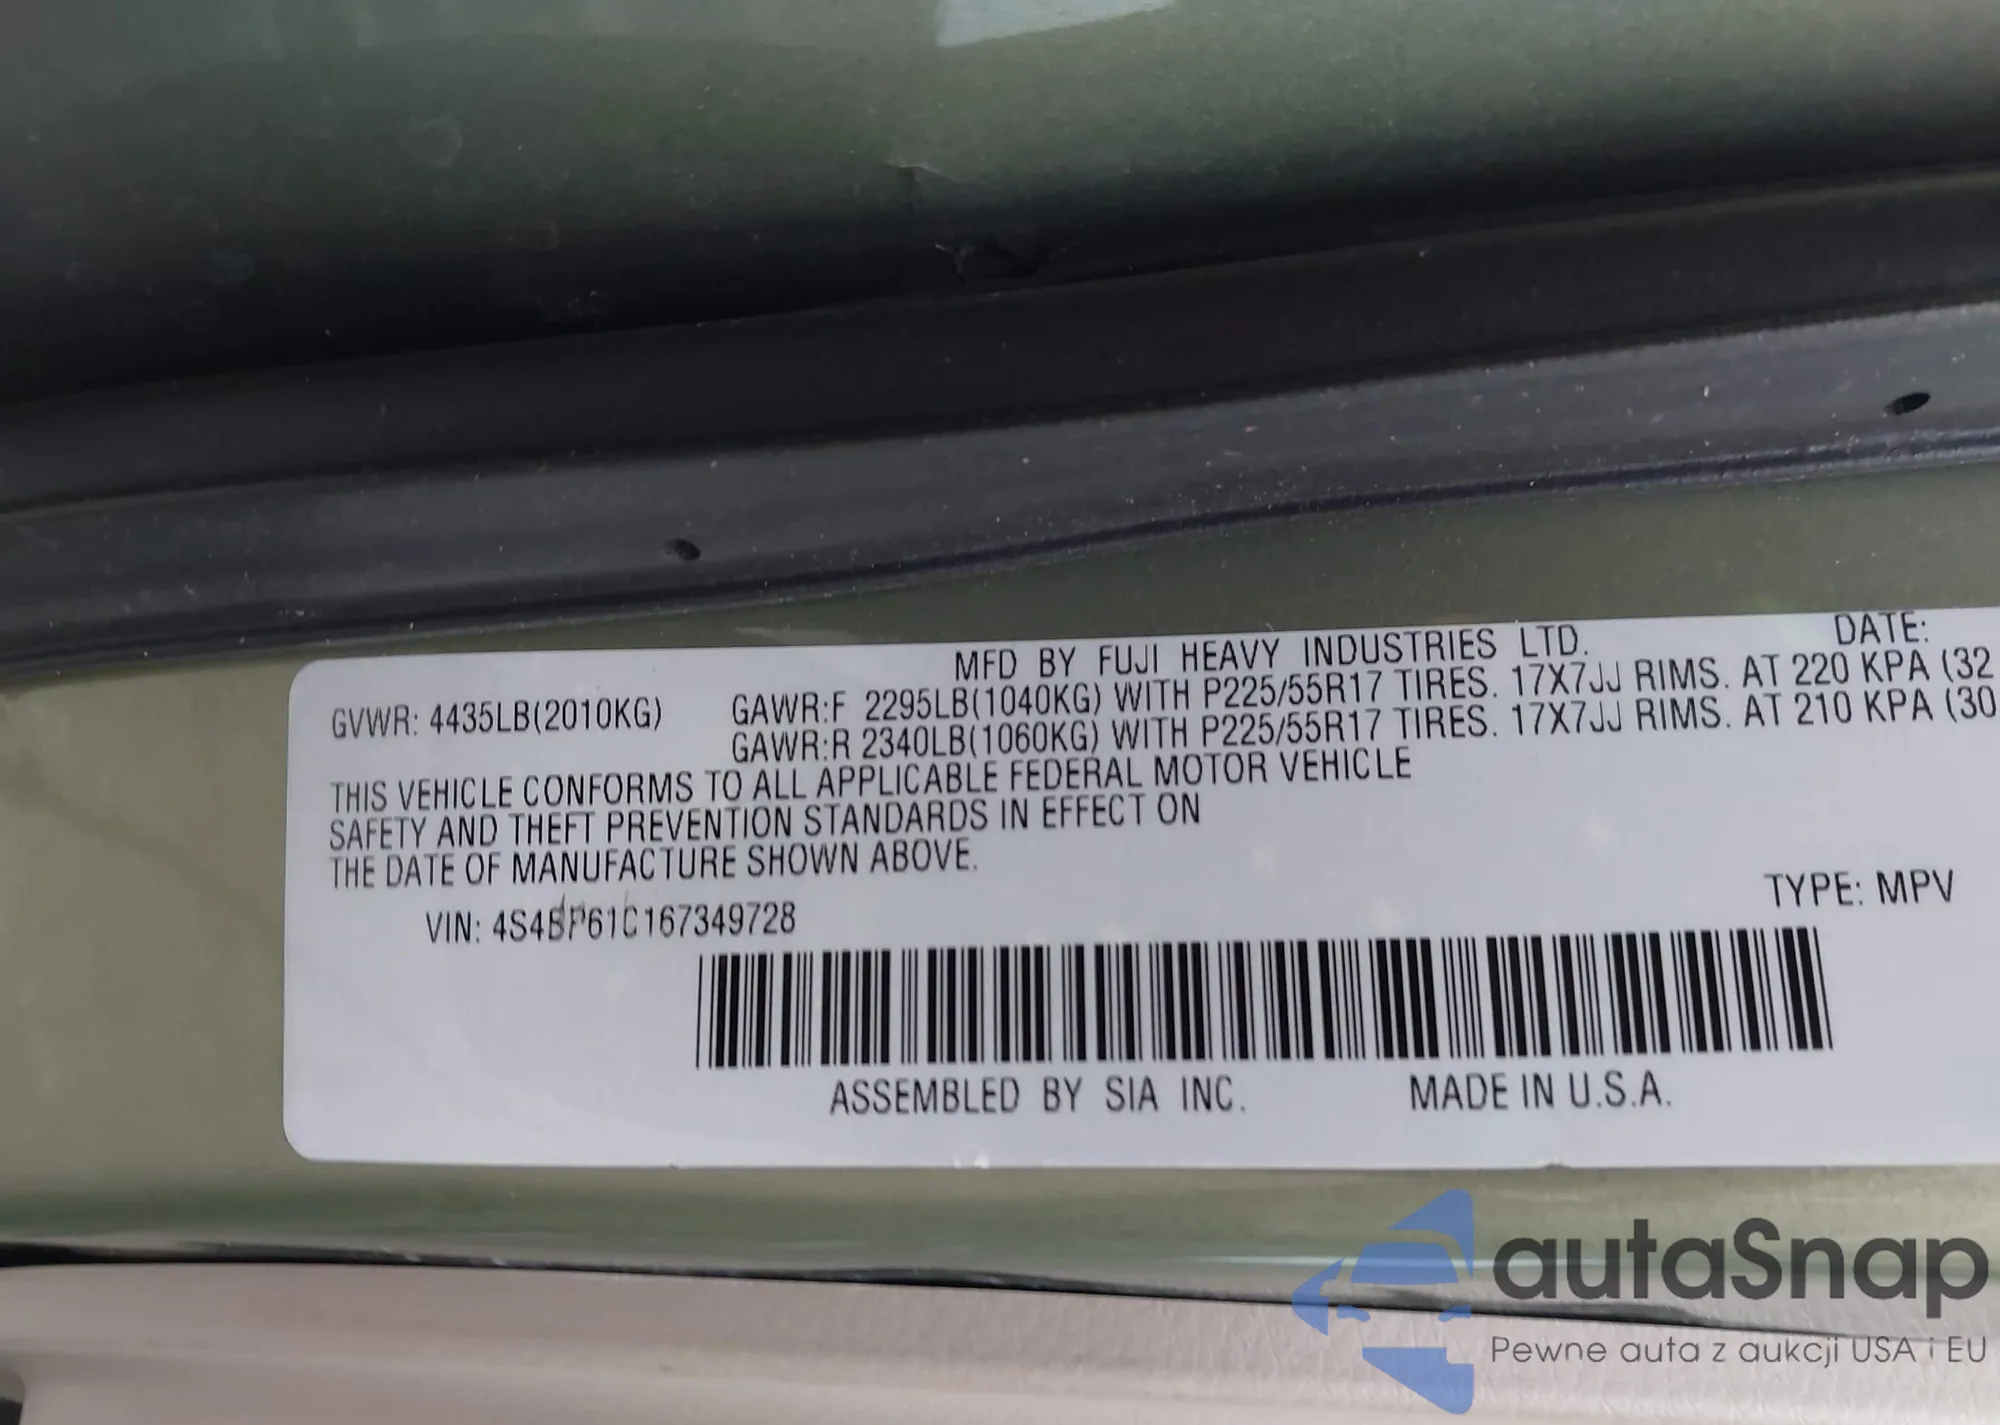 MFD BY FUJI HEAVY INDUSTRIES LTD. DATE:
GVWR: 4435LB(2010KG) GAWR:F 2295LB(1040KG) WITH P225/55R17 TIRES. 17X7JJ RIMS. AT 220 KPA (32
GAWR:R 2340LB(1060KG) WITH P225/55R17 TIRES. 17X7JJ RIMS. AT 210 KPA (30
THIS VEHICLE CONFORMS TO ALL APPLICABLE FEDERAL MOTOR VEHICLE
SAFETY AND THEFT PREVENTION STANDARDS IN EFFECT ON
THE DATE OF MANUFACTURE SHOWN ABOVE.
TYPE: MPV
VIN: 4S4BP61C167349728
ASSEMBLED BY SIA INC. MADE IN U.S.A.
autaSnap
Pewne auta z aukcji USA i EU